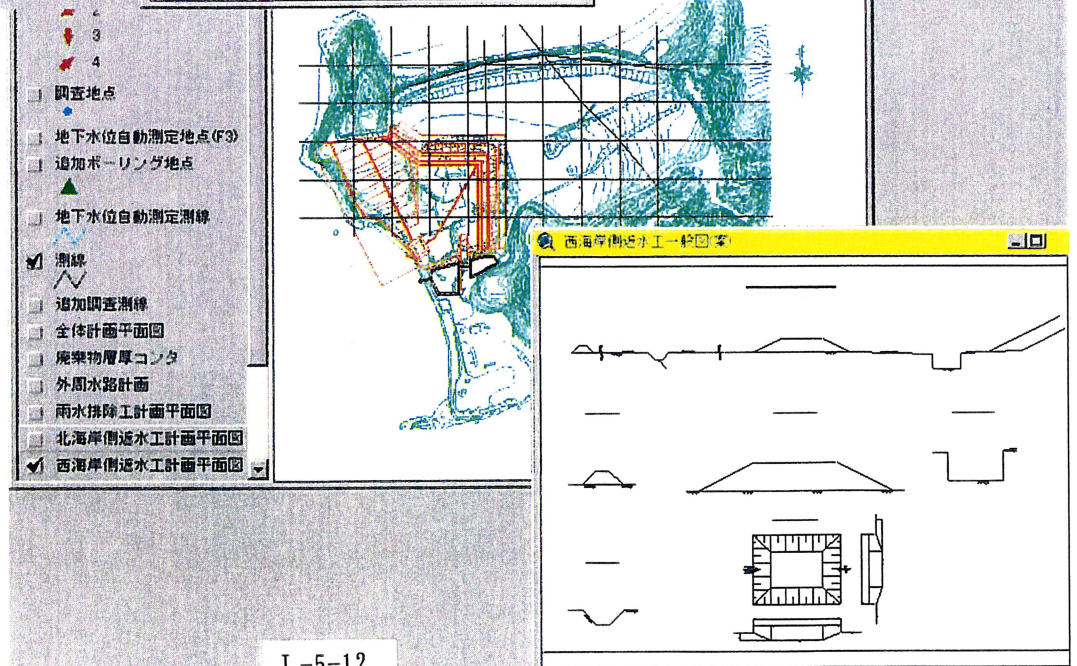 2
3
4
調査地点
地下水位自動測定地点(F3)
追加ボーリング地点
地下水位自動測定測線
測線
追加調査測線
全体計画平面図
廃棄物層厚コンタ
外周水路計画
雨水排除工計画平面図
北海岸側遮水工計画平面図
西海岸側遮水工計画平面図
西海岸側遮水工一般図(案)
I-5-12